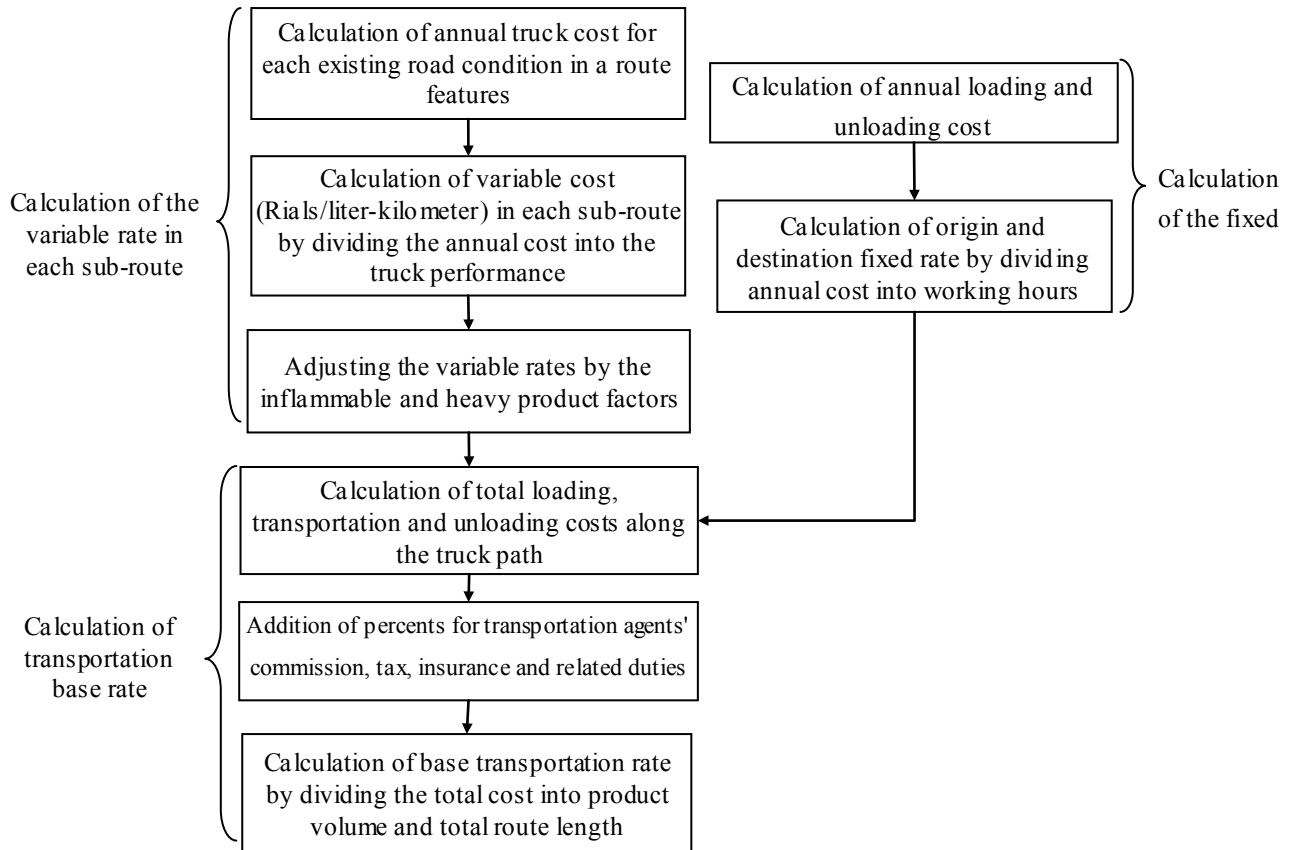 Calculation of annual truck cost for
each existing road condition in a route
features
Calculation of variable cost
(Rials/liter-kilometer) in each sub-route
by dividing the annual cost into the
truck performance
Adjusting the variable rates by the
inflammable and heavy product factors
Calculation of the
variable rate in
each sub-route
Calculation of annual loading and
unloading cost
Calculation of origin and
destination fixed rate by dividing
annual cost into working hours
Calculation
of the fixed
Calculation of total loading,
transportation and unloading costs along
the truck path
Addition of percents for transportation agents'
commission, tax, insurance and related duties
Calculation of base transportation rate
by dividing the total cost into product
volume and total route length
Calculation of
transportation
base rate